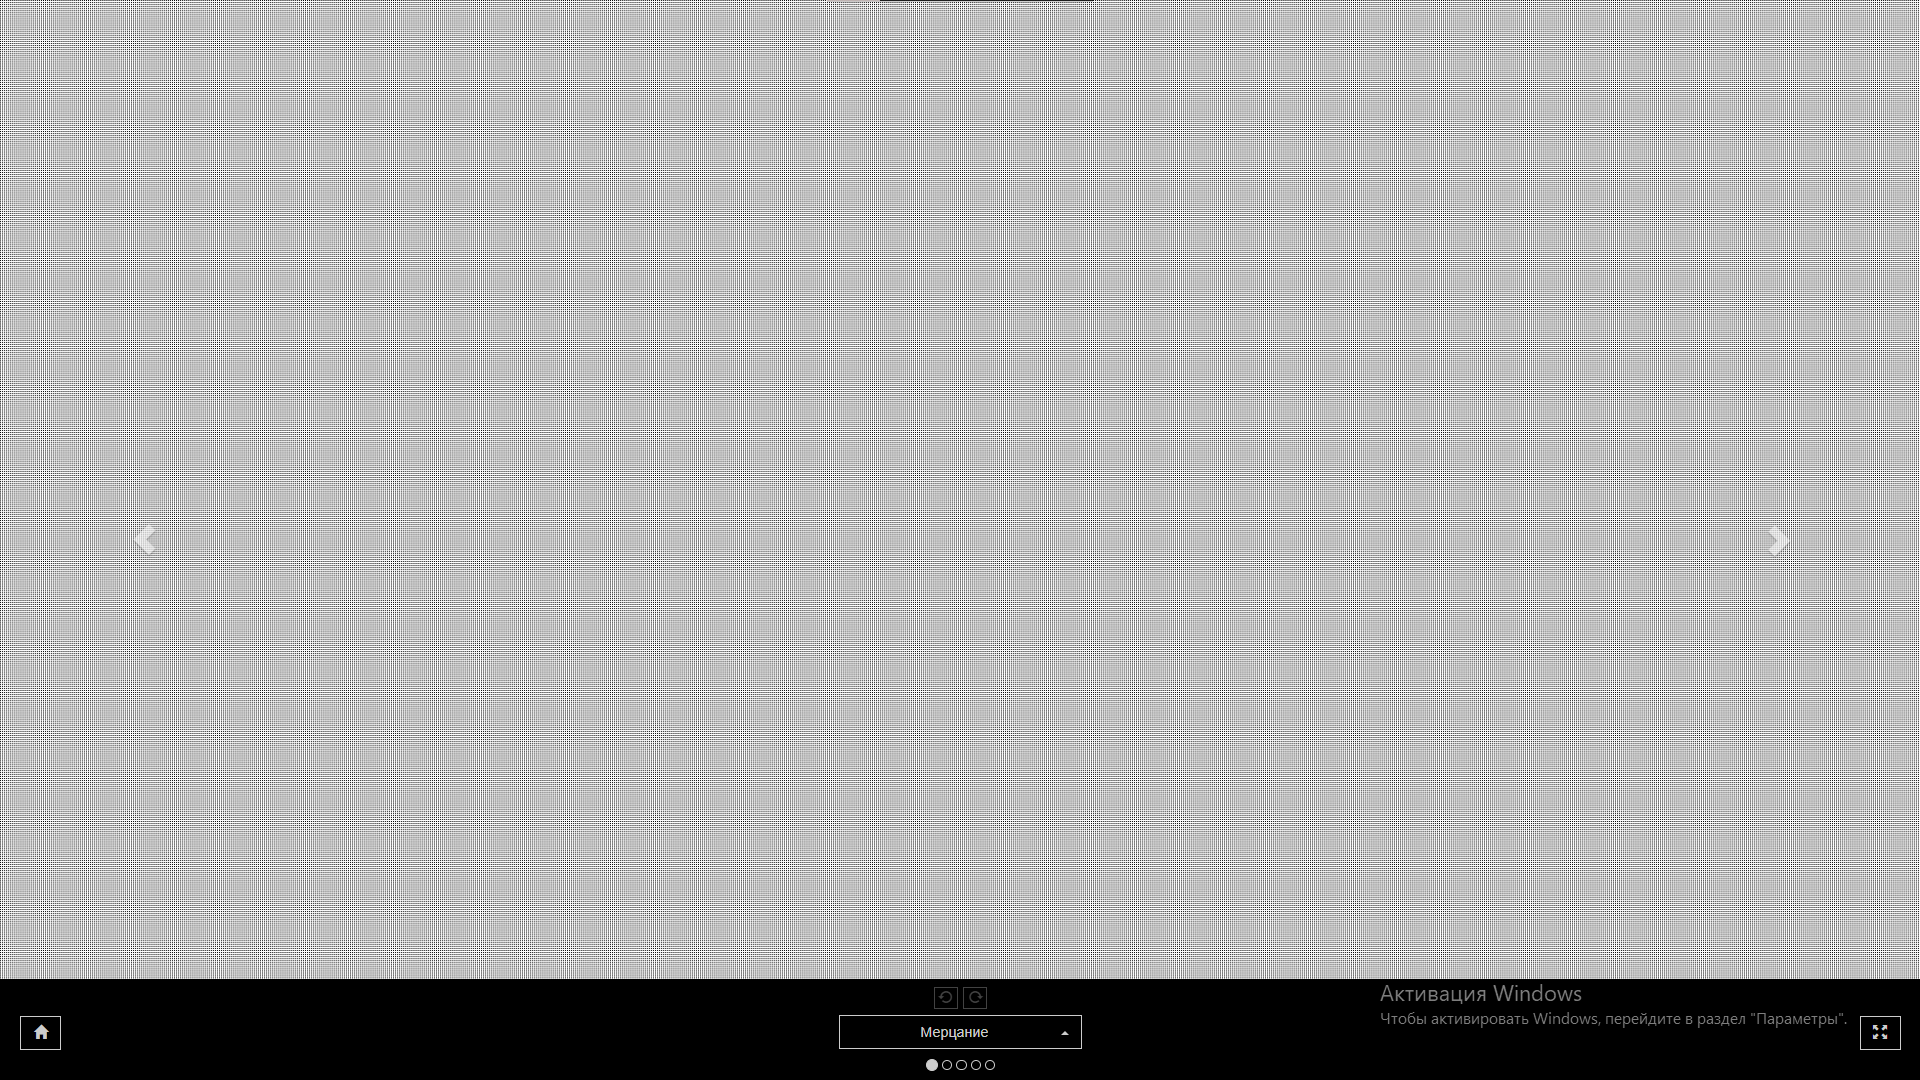 Активация Windows
Чтобы активировать Windows, перейдите в раздел "Параметры".
Мерцание